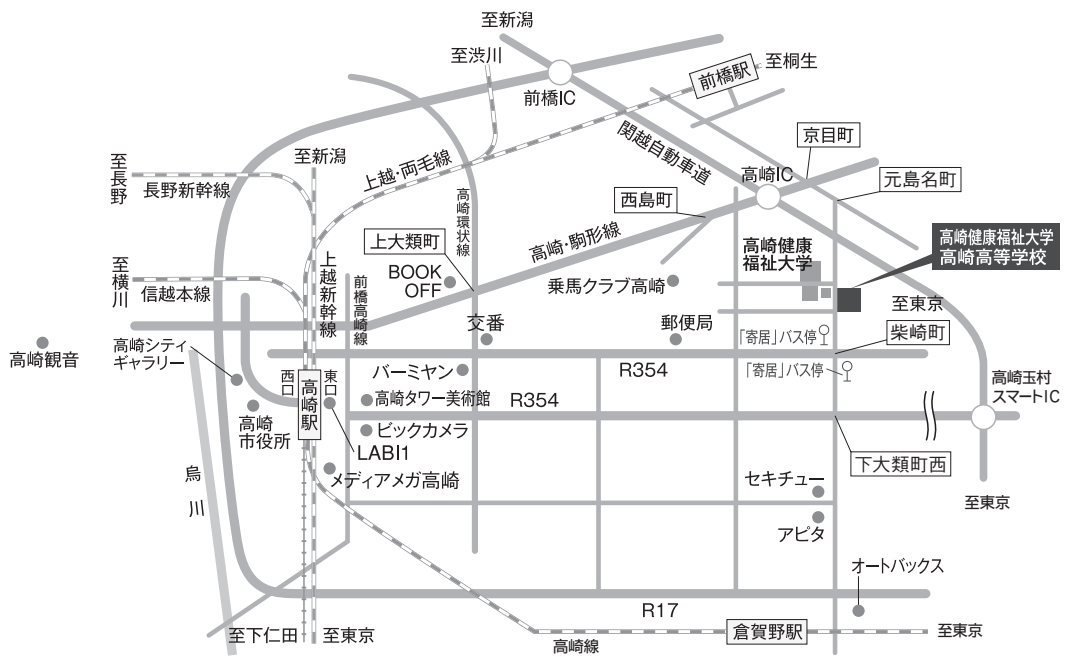 至新潟
至渋川
前橋IC
前橋駅
至桐生
関越自動車道
京目町
至長野
長野新幹線
至新潟
上越・両毛線
高崎環状線
西島町
高崎IC
元島名町
上大類町
高崎・駒形線
高崎健康
福祉大学
高崎健康福祉大学
高崎高等学校
至横川
信越本線
上越新幹線
前橋高崎線
BOOK
OFF
乗馬クラブ高崎
至東京
交番
郵便局
「寄居」バス停
柴崎町
高崎観音
高崎シティ
ギャラリー
西口
高崎駅
東口
バーミヤン
R354
「寄居」バス停
高崎タワー美術館
R354
高崎玉村
スマートIC
高崎
市役所
ビックカメラ
LABI1
下大類町西
烏川
メディアメガ高崎
セキチュー
至東京
アピタ
オートバックス
R17
至下仁田
至東京
高崎線
倉賀野駅
至東京